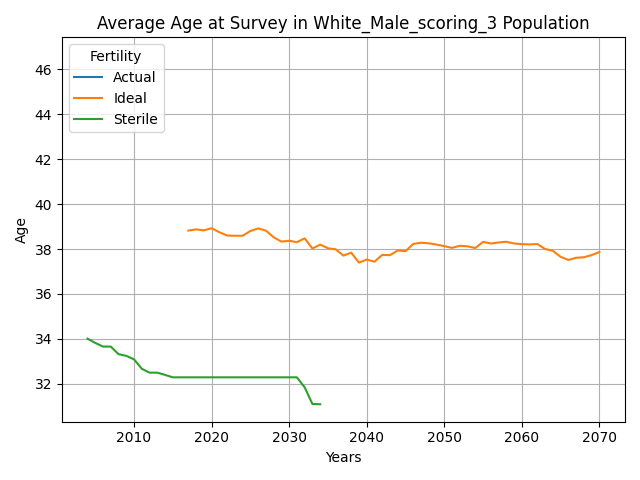 Average Age at Survey in White_Male_scoring_3 Population
Fertility
Actual
Ideal
Sterile
Age
46
44
42
40
38
36
34
32
2010 2020 2030 2040 2050 2060 2070
Years